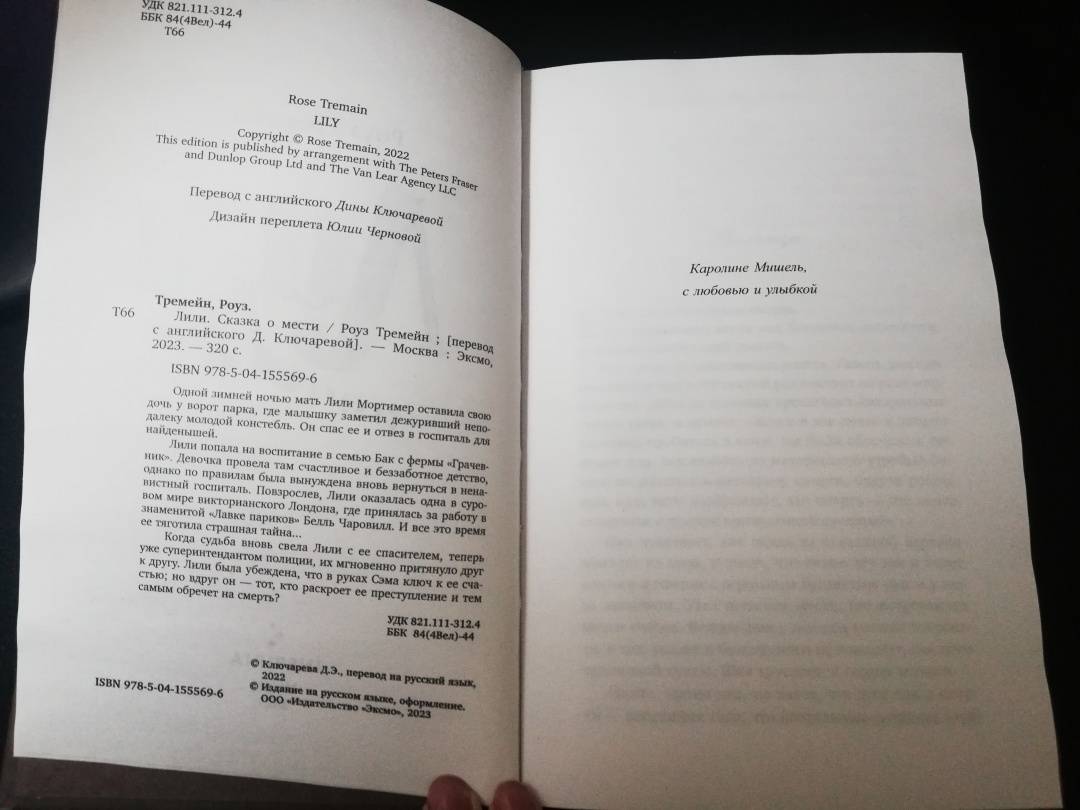 УДК 821.111-312.4
ББК 84(4Вел)-44
Т66
Rose Tremain
LILY
Copyright © Rose Tremain, 2022
This edition is published by arrangement with The Peters Fraser
and Dunlop Group Ltd and The Van Lear Agency LLC
Перевод с английского Дины Ключаревой
Дизайн переплета Юлии Черновой
Тремейн, Роуз.
Т66 Лили. Сказка о мести / Роуз Тремейн ; [перевод
с английского Д. Ключаревой]. — Москва : Эксмо,
2023. — 320 с.
ISBN 978-5-04-155569-6
Одной зимней ночью мать Лили Мортимер оставила свою
дочь у ворот парка, где малышку заметил дежуривший непо-
далеку молодой констебль. Он спас ее и отвез в госпиталь для
найденышей.
Лили попала на воспитание в семью Бак с фермы «Грачев-
ник». Девочка провела там счастливое и беззаботное детство,
однако по правилам была вынуждена вновь вернуться в нена-
вистный госпиталь. Повзрослев, Лили оказалась одна в суро-
вом мире викторианского Лондона, где принялась за работу в
знаменитой «Лавке париков» Белль Чаровилл. И все это время
ее тяготила страшная тайна...
Когда судьба вновь свела Лили с ее спасителем, теперь
уже суперинтендантом полиции, их мгновенно притянуло друг
к другу. Лили была убеждена, что в руках Сэма ключ к ее сча-
стью; но вдруг он — тот, кто раскроет ее преступление и тем
самым обречет на смерть?
УДК 821.111-312.4
ББК 84(4Вел)-44
© Ключарева Д.Э., перевод на русский язык,
2022
© Издание на русском языке, оформление.
ООО «Издательство «Эксмо», 2023
ISBN 978-5-04-155569-6
Каролине Мишель,
с любовью и улыбкой